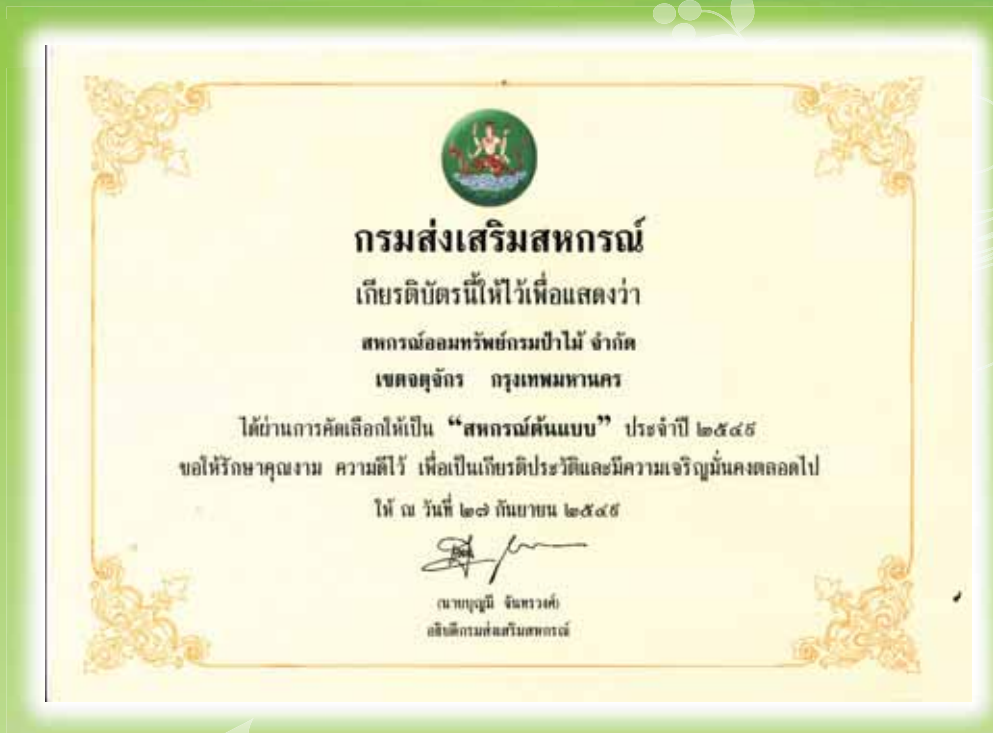 กรมส่งเสริมสหกรณ์
เกียรติบัตรนี้ให้ไว้เพื่อแสดงว่า
สหกรณ์ออมทรัพย์กรมป่าไม้ จำกัด
เขตจตุจักร กรุงเทพมหานคร
ได้ผ่านการคัดเลือกให้เป็น “สหกรณ์ต้นแบบ” ประจำปี ๒๕๔๙
ขอให้รักษาคุณงาม ความดีไว้ เพื่อเป็นเกียรติประวัติและมีความเจริญมั่นคงตลอดไป
ให้ ณ วันที่ ๒๗ กันยายน ๒๕๔๙
(นายบุญมี จันทรวงศ์)
อธิบดีกรมส่งเสริมสหกรณ์